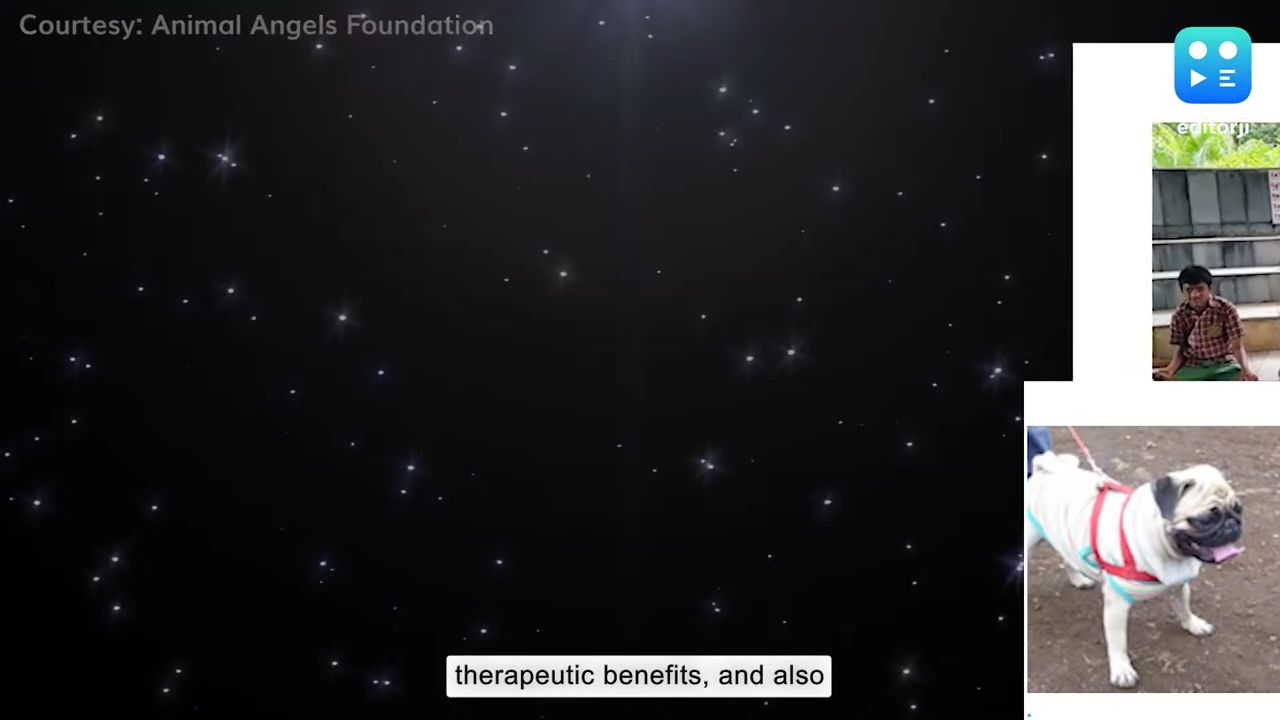 Courtesy: Animal Angels Foundation
editorji
therapeutic benefits, and also